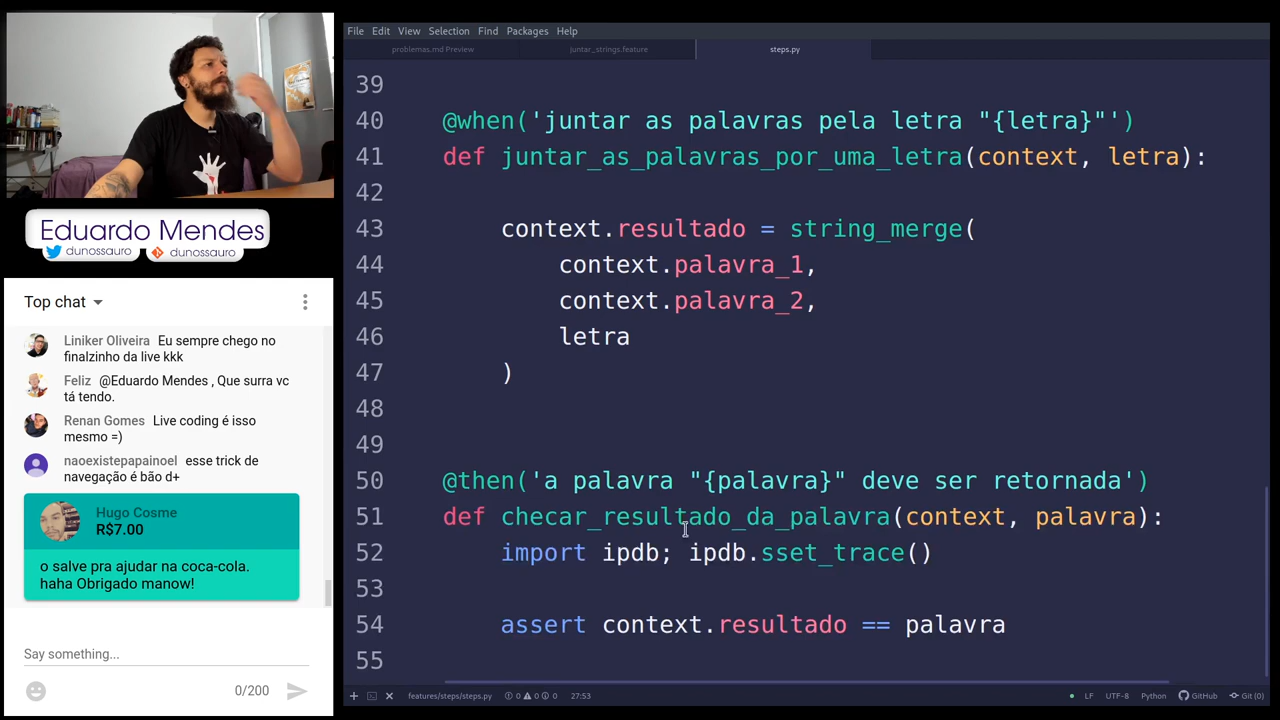 File Edit View Selection Find Packages Help
problemas.md Preview
juntar_strings.feature
steps.py
39
40 @when('juntar as palavras pela letra "{letra}"')
41 def juntar_as_palavras_por_uma_letra(context, letra):
42
43 context.resultado = string_merge(
44 context.palavra_1,
45 context.palavra_2,
46 letra
47 )
48
49
50 @then('a palavra "{palavra}" deve ser retornada')
51 def checar_resultado_da_palavra(context, palavra):
52 import ipdb; ipdb.sset_trace()
53
54 assert context.resultado == palavra
55
features/steps/steps.py 0 0 0 27:53 LF UTF-8 Python GitHub Git (0)
Eduardo Mendes
dunossauro dunossauro
Top chat
Liniker Oliveira Eu sempre chego no
finalzinho da live kkk
Feliz @Eduardo Mendes , Que surra vc
tá tendo.
Renan Gomes Live coding é isso
mesmo =)
naoexistepapainoel esse trick de
navegação é bão d+
Hugo Cosme
R$7.00
o salve pra ajudar na coca-cola.
haha Obrigado manow!
Say something...
0/200